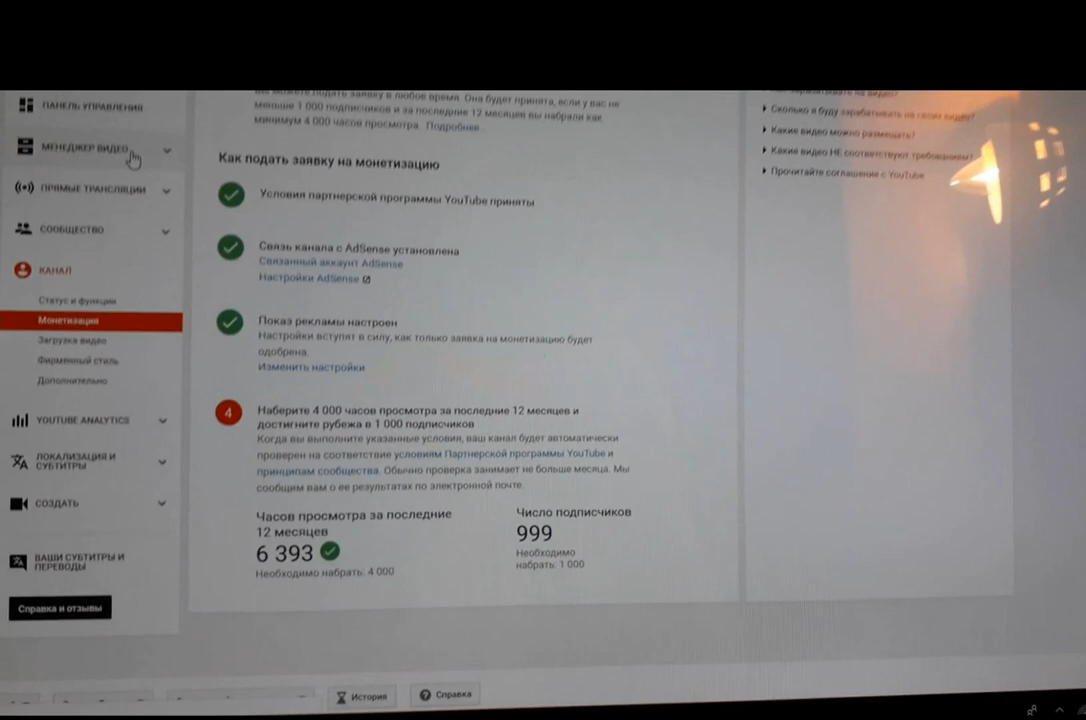 ПАНЕЛЬ УПРАВЛЕНИЯ
МЕНЕДЖЕР ВИДЕО
ПРЯМЫЕ ТРАНСЛЯЦИИ
СООБЩЕСТВО
КАНАЛ
Статус и функции
Монетизация
Загрузка видео
Фирменный стиль
Дополнительно
YOUTUBE ANALYTICS
ЛОКАЛИЗАЦИЯ И
СУБТИТРЫ
СОЗДАТЬ
ВАШИ СУБТИТРЫ И
ПЕРЕВОДЫ
Справка и отзывы
Вы можете подать заявку в любое время. Она будет принята, если у вас не
меньше 1 000 подписчиков и за последние 12 месяцев вы набрали как
минимум 4 000 часов просмотра. Подробнее...
Как подать заявку на монетизацию
Условия партнерской программы YouTube приняты
Связь канала с AdSense установлена
Связанный аккаунт AdSense
Настройки AdSense
Показ рекламы настроен
Настройки вступят в силу, как только заявка на монетизацию будет
одобрена.
Изменить настройки
4
Наберите 4 000 часов просмотра за последние 12 месяцев и
достигните рубежа в 1 000 подписчиков
Когда вы выполните указанные условия, ваш канал будет автоматически
проверен на соответствие условиям Партнерской программы YouTube и
принципам сообщества. Обычно проверка занимает не больше месяца. Мы
сообщим вам о ее результатах по электронной почте.
Часов просмотра за последние
12 месяцев
6 393
Необходимо набрать: 4 000
Число подписчиков
999
Необходимо
набрать: 1 000
Сколько я буду зарабатывать на своих видео?
Какие видео можно размещать?
Какие видео НЕ соответствуют требованиям?
Прочитайте соглашение с YouTube
История
Справка